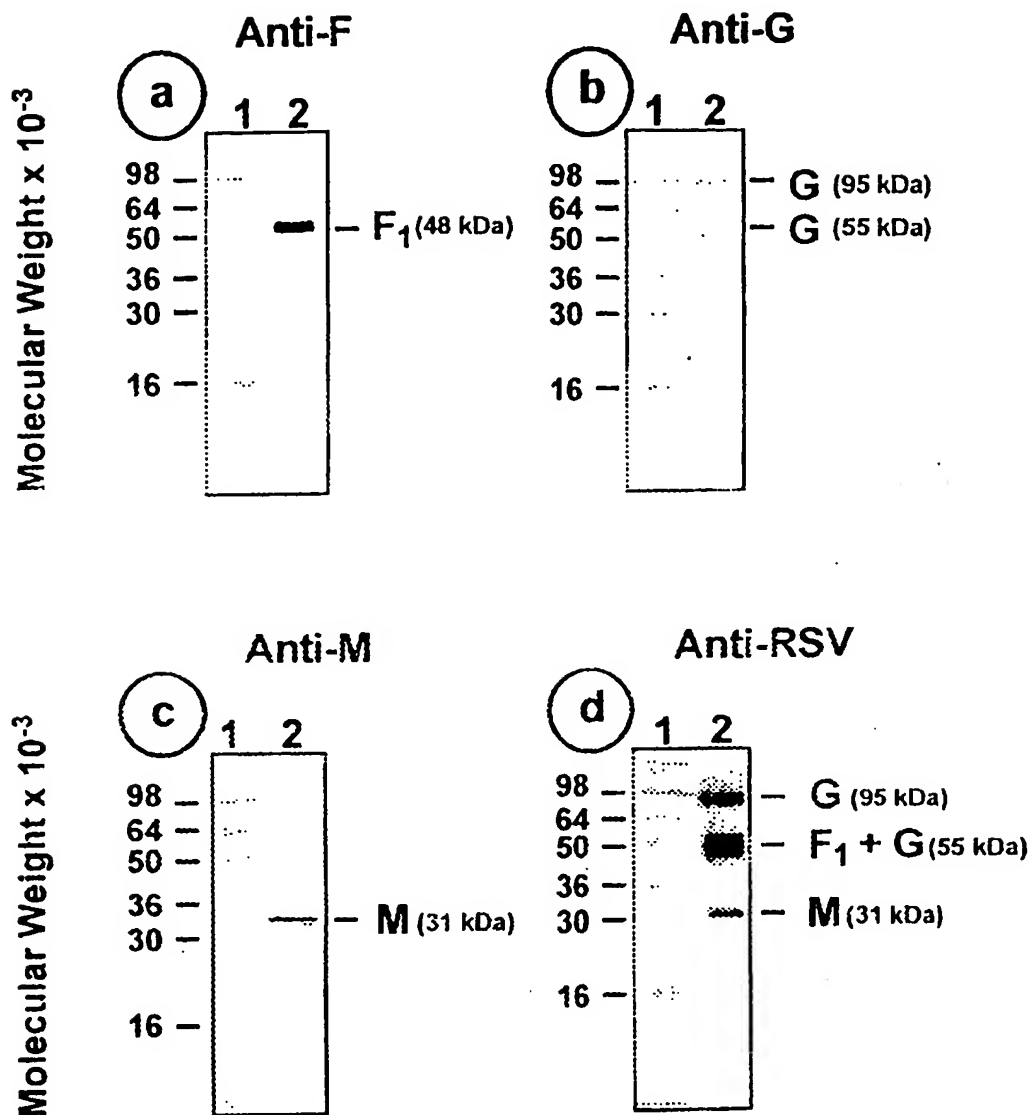 Anti-F
a
1 2
Molecular Weight x 10⁻³
98
64
50
36
30
16
F₁ (48 kDa)
Anti-G
b
1 2
98
64
50
36
30
16
G (95 kDa)
G (55 kDa)
Anti-M
c
1 2
Molecular Weight x 10⁻³
98
64
50
36
30
16
M (31 kDa)
Anti-RSV
d
1 2
98
64
50
36
30
16
G (95 kDa)
F₁ + G (55 kDa)
M (31 kDa)